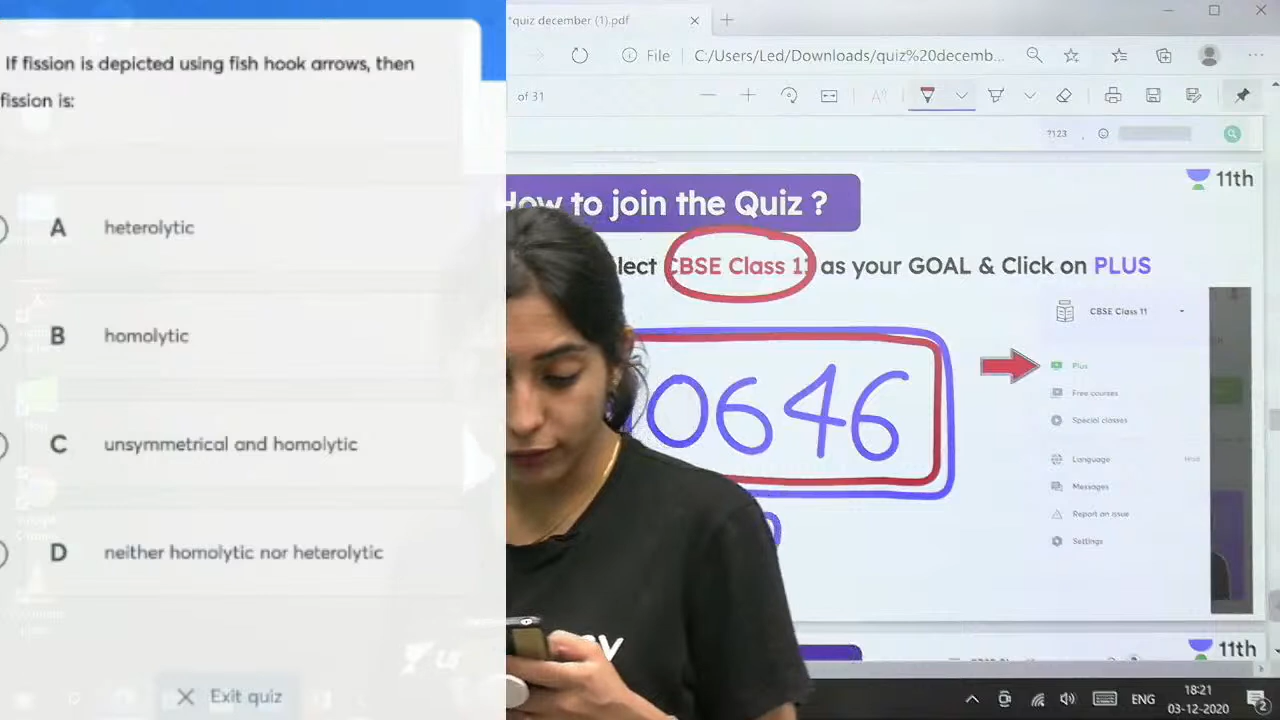 If fission is depicted using fish hook arrows, then
fission is:
A heterolytic
B homolytic
C unsymmetrical and homolytic
D neither homolytic nor heterolytic
Exit quiz
*quiz december (1).pdf
File C:/Users/Led/Downloads/quiz%20decemb...
of 31
?123 ,
11th
How to join the Quiz ?
lect CBSE Class 11 as your GOAL & Click on PLUS
0646
CBSE Class 11
Plus
Free courses
Special classes
Language
Messages
Report an issue
Settings
11th
ENG
18:21
03-12-2020
2